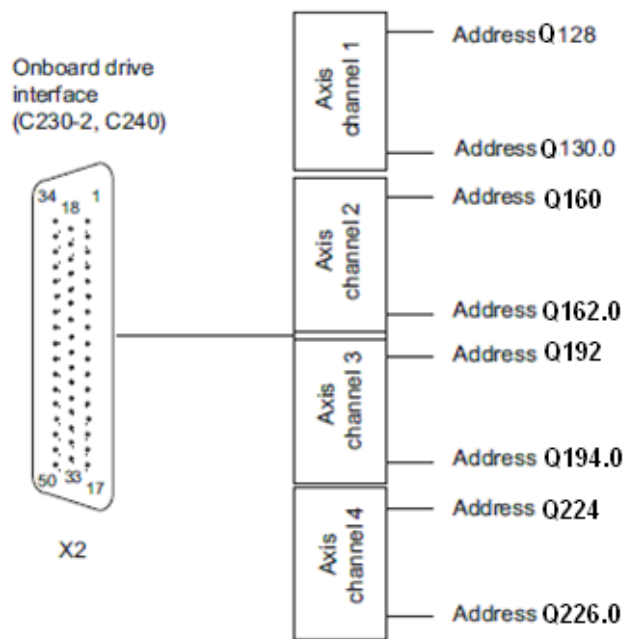 Onboard drive
interface
(C230-2, C240)
34
18
1
50
33
17
X2
Axis
channel 1
Address Q128
Address Q130.0
Axis
channel 2
Address Q160
Address Q162.0
Axis
channel 3
Address Q192
Address Q194.0
Axis
channel 4
Address Q224
Address Q226.0